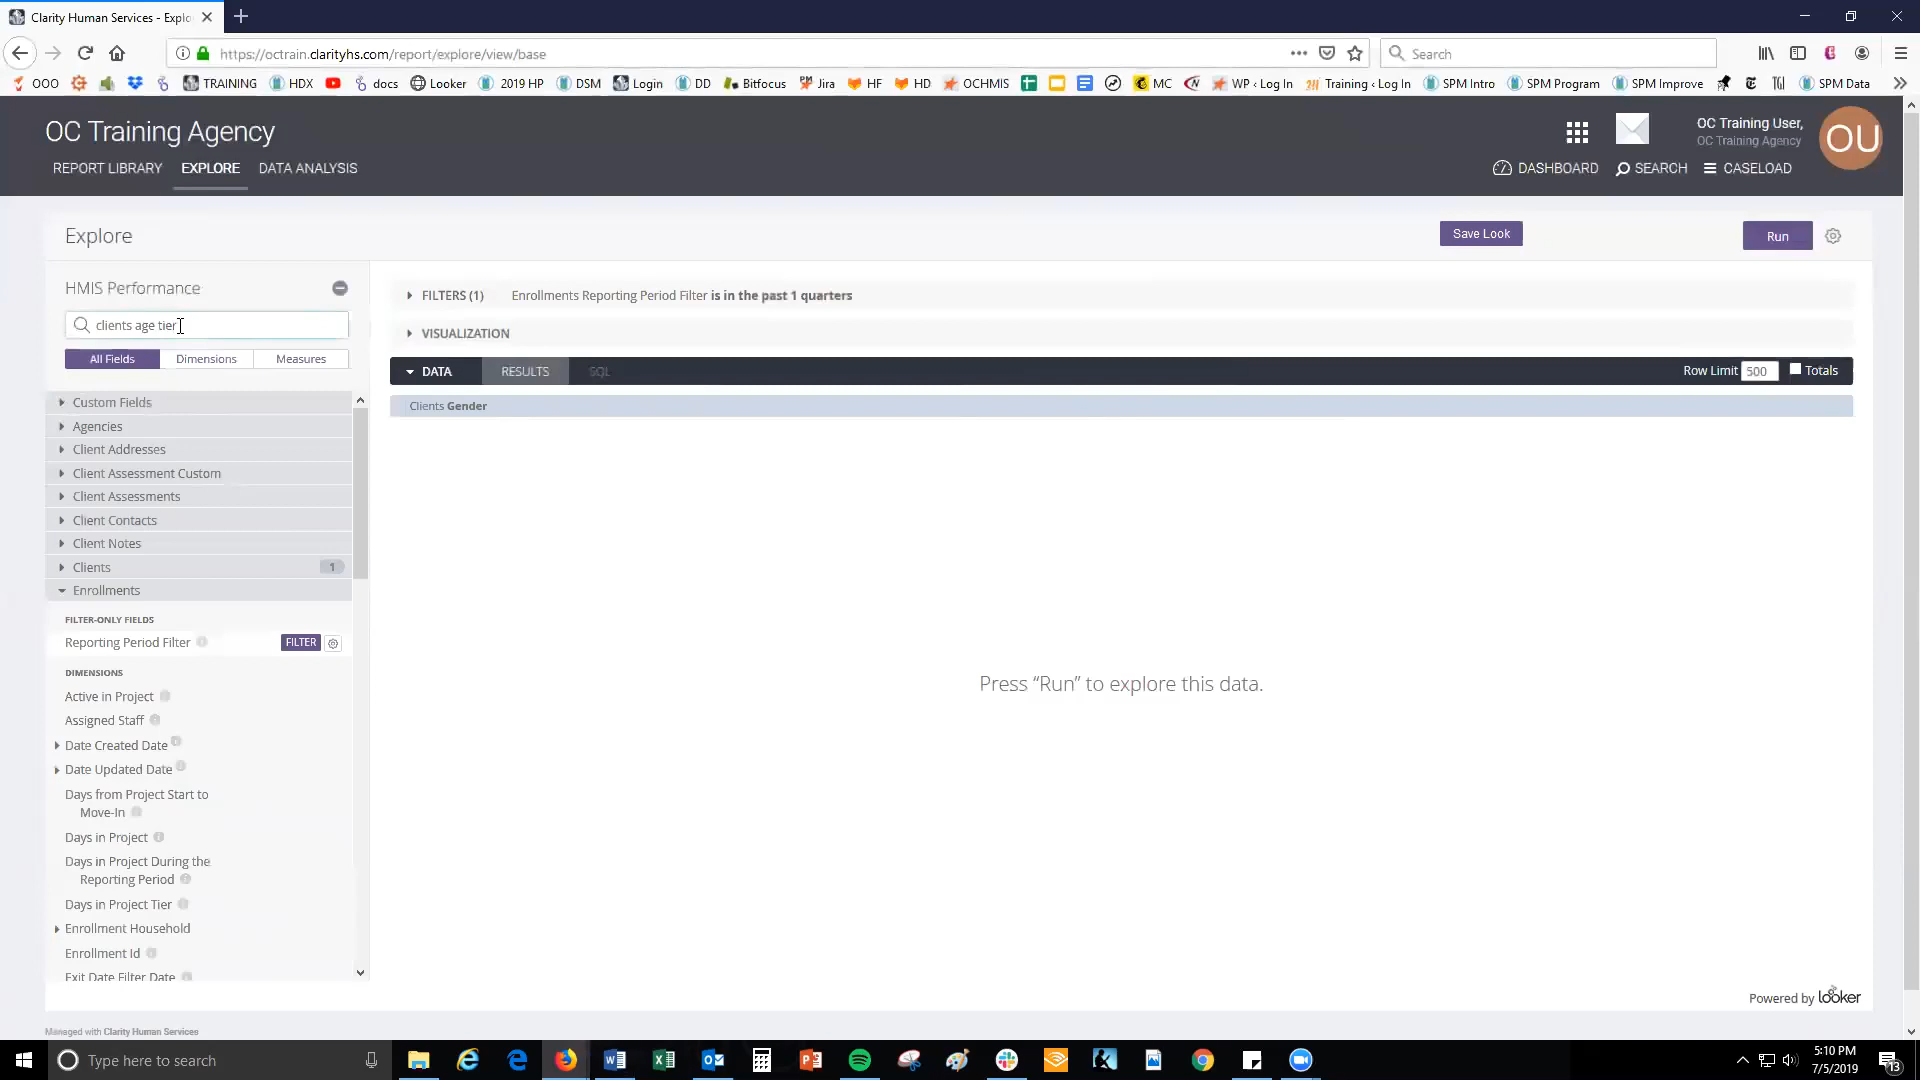 Clarity Human Services - Explo
https://octrain.clarityhs.com/report/explore/view/base
Search
OOO
TRAINING
HDX
docs
Looker
2019 HP
DSM
Login
DD
Bitfocus
Jira
HF
HD
OCHMIS
MC
WP ‹ Log In
Training ‹ Log In
SPM Intro
SPM Program
SPM Improve
SPM Data
OC Training Agency
OC Training User,
OC Training Agency
OU
REPORT LIBRARY
EXPLORE
DATA ANALYSIS
DASHBOARD
SEARCH
CASELOAD
Explore
Save Look
Run
HMIS Performance
clients age tier
All Fields
Dimensions
Measures
FILTERS (1)
Enrollments Reporting Period Filter is in the past 1 quarters
VISUALIZATION
DATA
RESULTS
SQL
Row Limit 500
Totals
Clients Gender
Custom Fields
Agencies
Client Addresses
Client Assessment Custom
Client Assessments
Client Contacts
Client Notes
Clients 1
Enrollments
FILTER-ONLY FIELDS
Reporting Period Filter FILTER
DIMENSIONS
Active in Project
Assigned Staff
Date Created Date
Date Updated Date
Days from Project Start to
Move-In
Days in Project
Days in Project During the
Reporting Period
Days in Project Tier
Enrollment Household
Enrollment Id
Exit Date Filter Date
Press “Run” to explore this data.
Powered by looker
Managed with Clarity Human Services
Type here to search
5:10 PM
7/5/2019
13